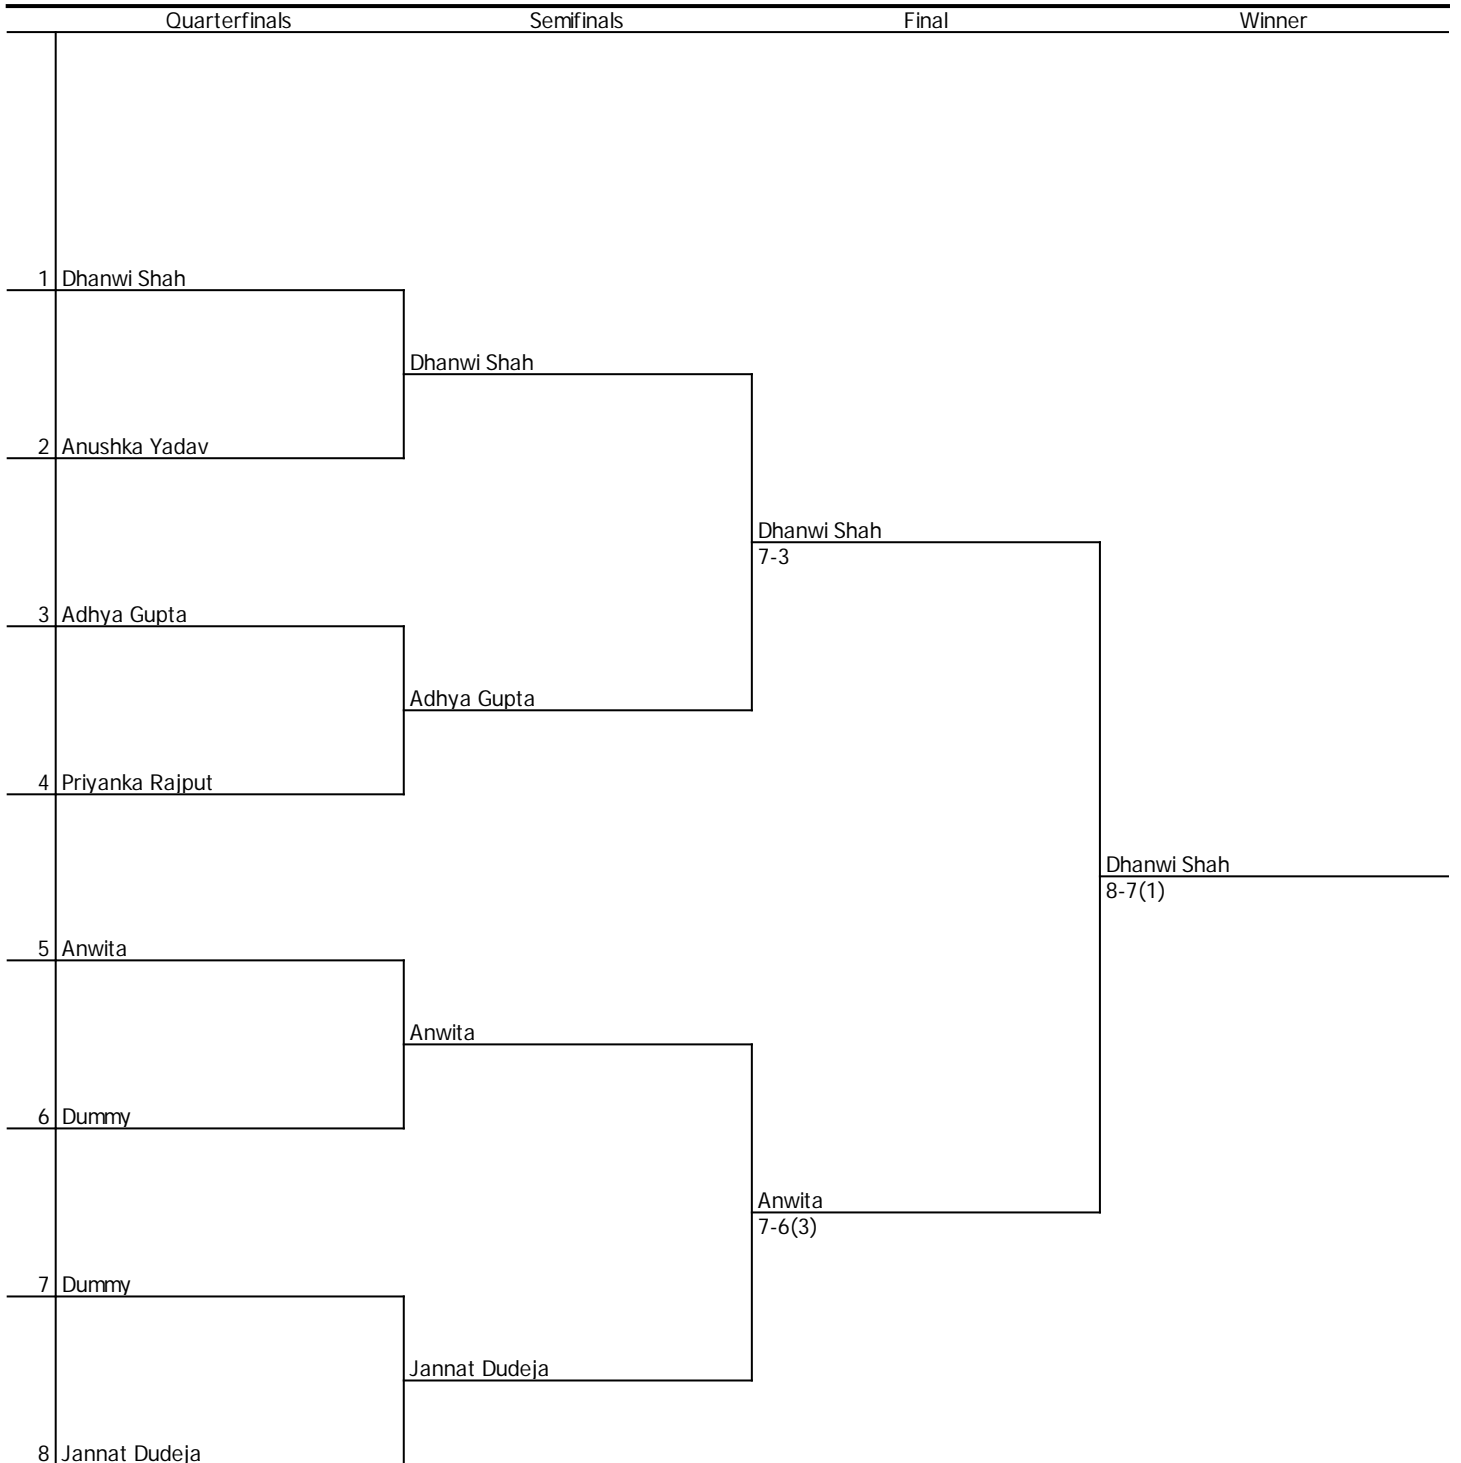 Quarterfinals Semifinals Final Winner
1 Dhanwi Shah
Dhanwi Shah
2 Anushka Yadav
Dhanwi Shah
7-3
3 Adhya Gupta
Adhya Gupta
4 Priyanka Rajput
Dhanwi Shah
8-7(1)
5 Anwita
Anwita
6 Dummy
Anwita
7-6(3)
7 Dummy
Jannat Dudeja
8 Jannat Dudeja